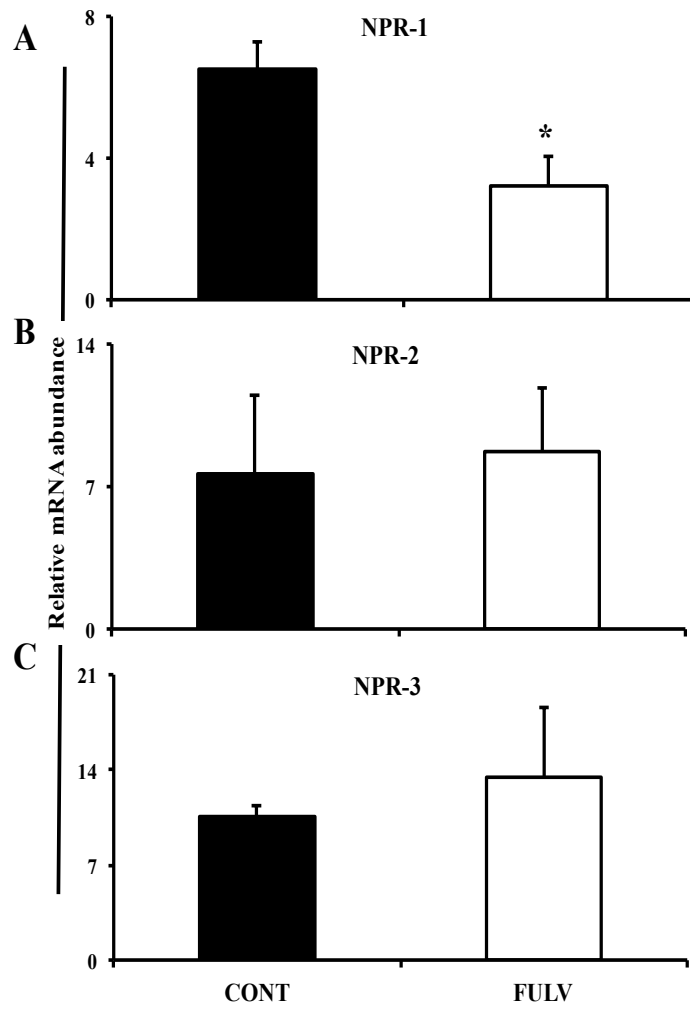 A
NPR-1
8
*
4
0
B
NPR-2
14
7
0
Relative mRNA abundance
C
NPR-3
21
14
7
0
CONT FULV